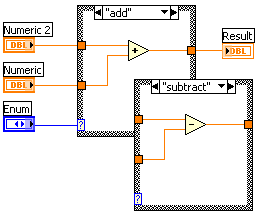 "add"
Numeric 2
DBL
Result
DBL
Numeric
DBL
"subtract"
Enum
?
?